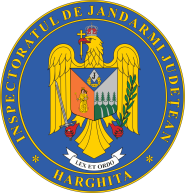 INSPECTORATUL DE JANDARMI JUDEȚEAN
HARGHITA
LEX ET ORDO